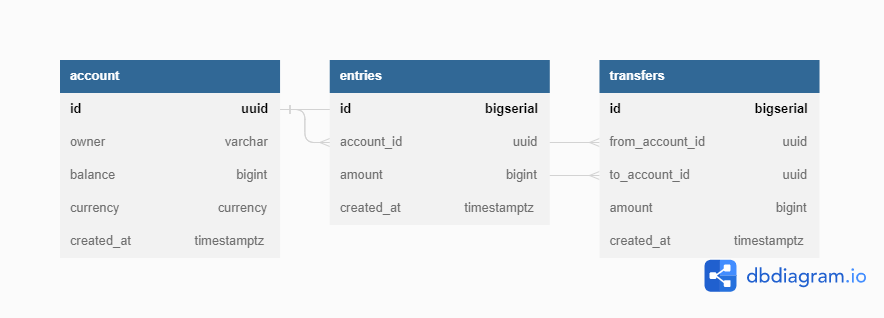 account
id uuid
owner varchar
balance bigint
currency currency
created_at timestamptz
entries
id bigserial
account_id uuid
amount bigint
created_at timestamptz
transfers
id bigserial
from_account_id uuid
to_account_id uuid
amount bigint
created_at timestamptz
dbdiagram.io